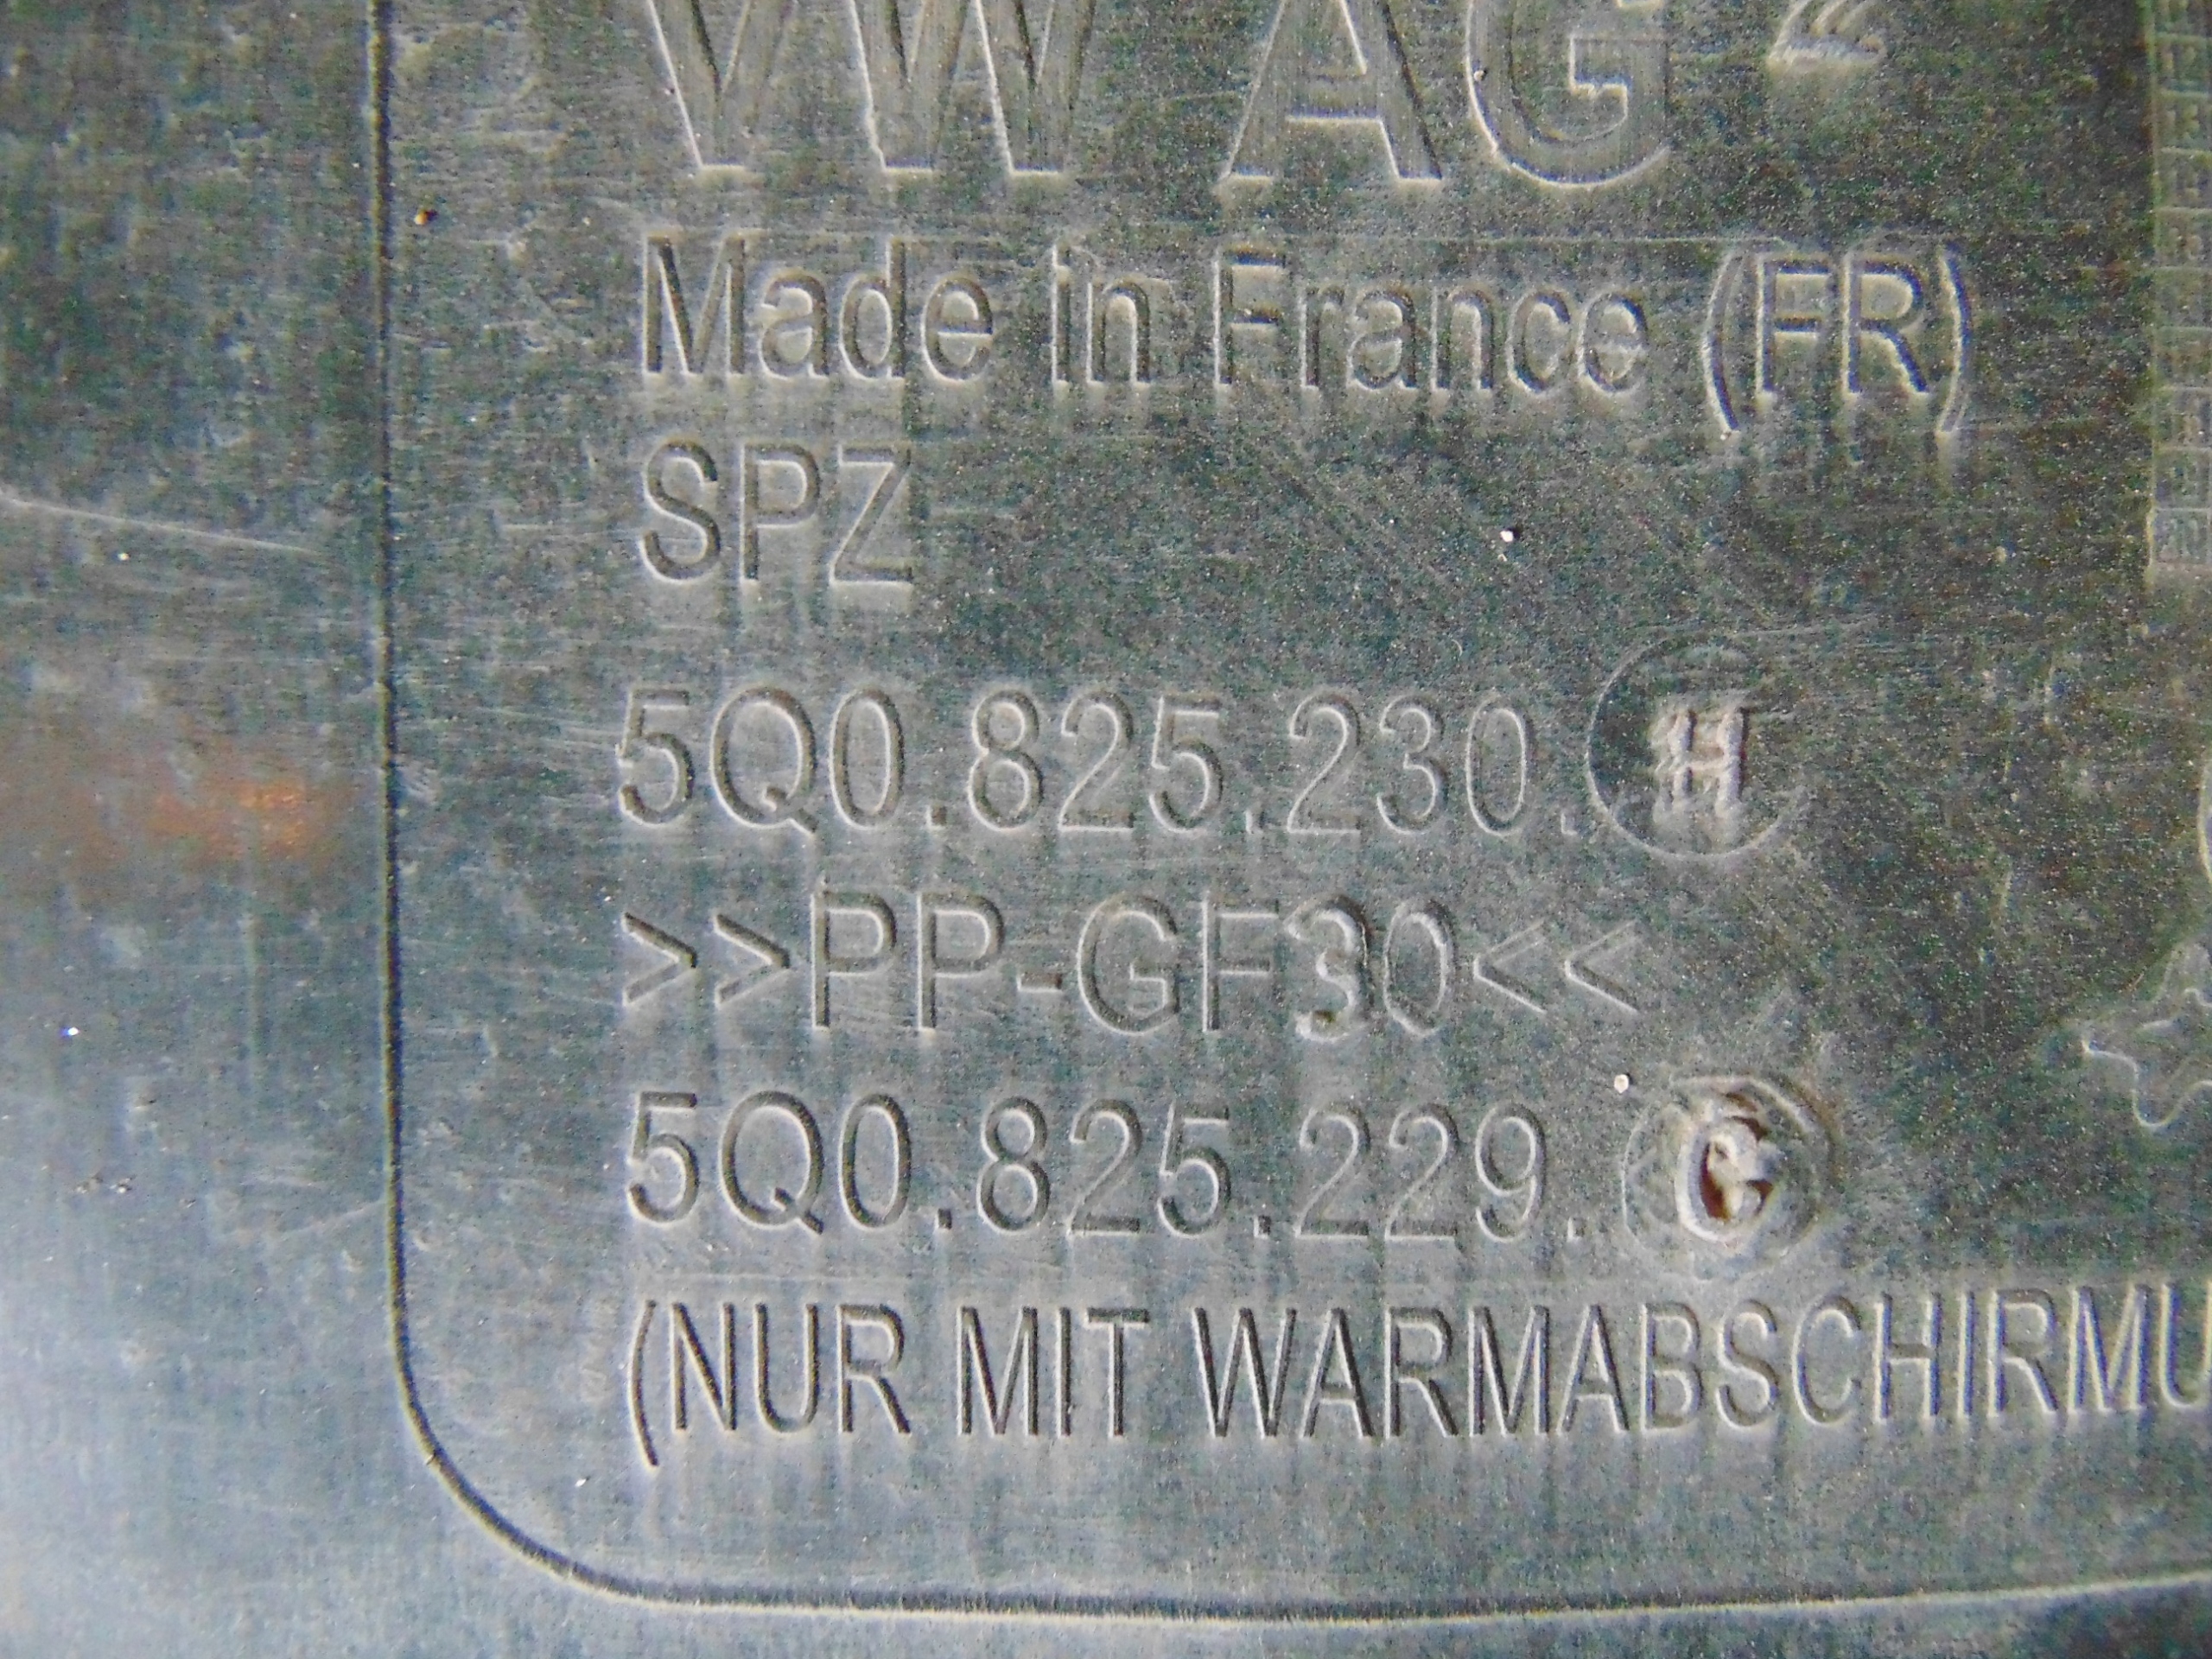 VW AG
Made in France (FR)
SPZ
5Q0.825.230. H
>>PP-GF30<<
5Q0.825.229.
(NUR MIT WARMABSCHIRMU